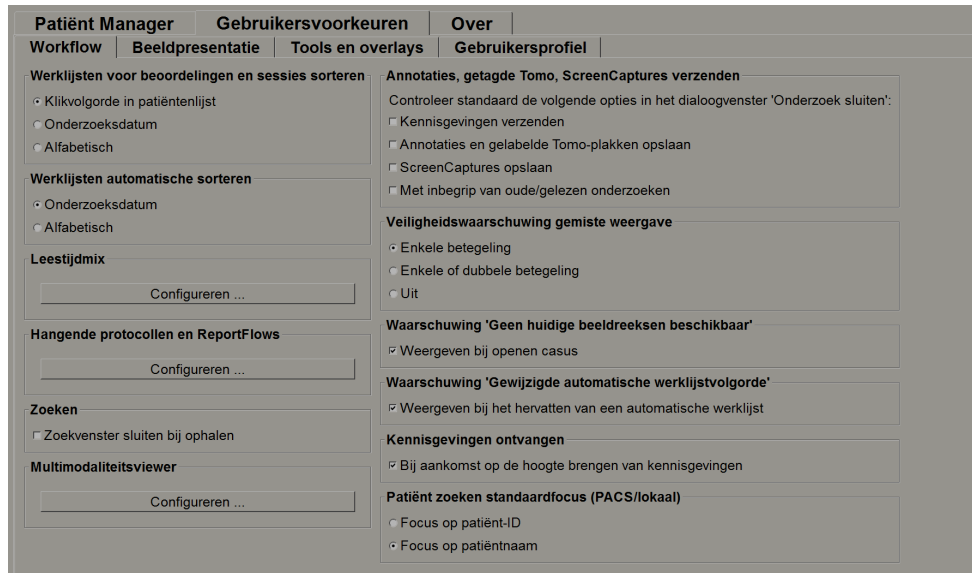 Patiënt Manager
Gebruikersvoorkeuren
Over
Workflow
Beeldpresentatie
Tools en overlays
Gebruikersprofiel
Werklijsten voor beoordelingen en sessies sorteren
Klikvolgorde in patiëntenlijst
Onderzoeksdatum
Alfabetisch
Werklijsten automatische sorteren
Onderzoeksdatum
Alfabetisch
Leestijdmix
Configureren ...
Hangende protocollen en ReportFlows
Configureren ...
Zoeken
Zoekvenster sluiten bij ophalen
Multimodaliteitsviewer
Configureren ...
Annotaties, getagde Tomo, ScreenCaptures verzenden
Controleer standaard de volgende opties in het dialoogvenster 'Onderzoek sluiten':
Kennisgevingen verzenden
Annotaties en gelabelde Tomo-plakken opslaan
ScreenCaptures opslaan
Met inbegrip van oude/gelezen onderzoeken
Veiligheidswaarschuwing gemiste weergave
Enkele betegeling
Enkele of dubbele betegeling
Uit
Waarschuwing 'Geen huidige beeldreeksen beschikbaar'
Weergeven bij openen casus
Waarschuwing 'Gewijzigde automatische werklijstvolgorde'
Weergeven bij het hervatten van een automatische werklijst
Kennisgevingen ontvangen
Bij aankomst op de hoogte brengen van kennisgevingen
Patiënt zoeken standaardfocus (PACS/lokaal)
Focus op patiënt-ID
Focus op patiëntnaam